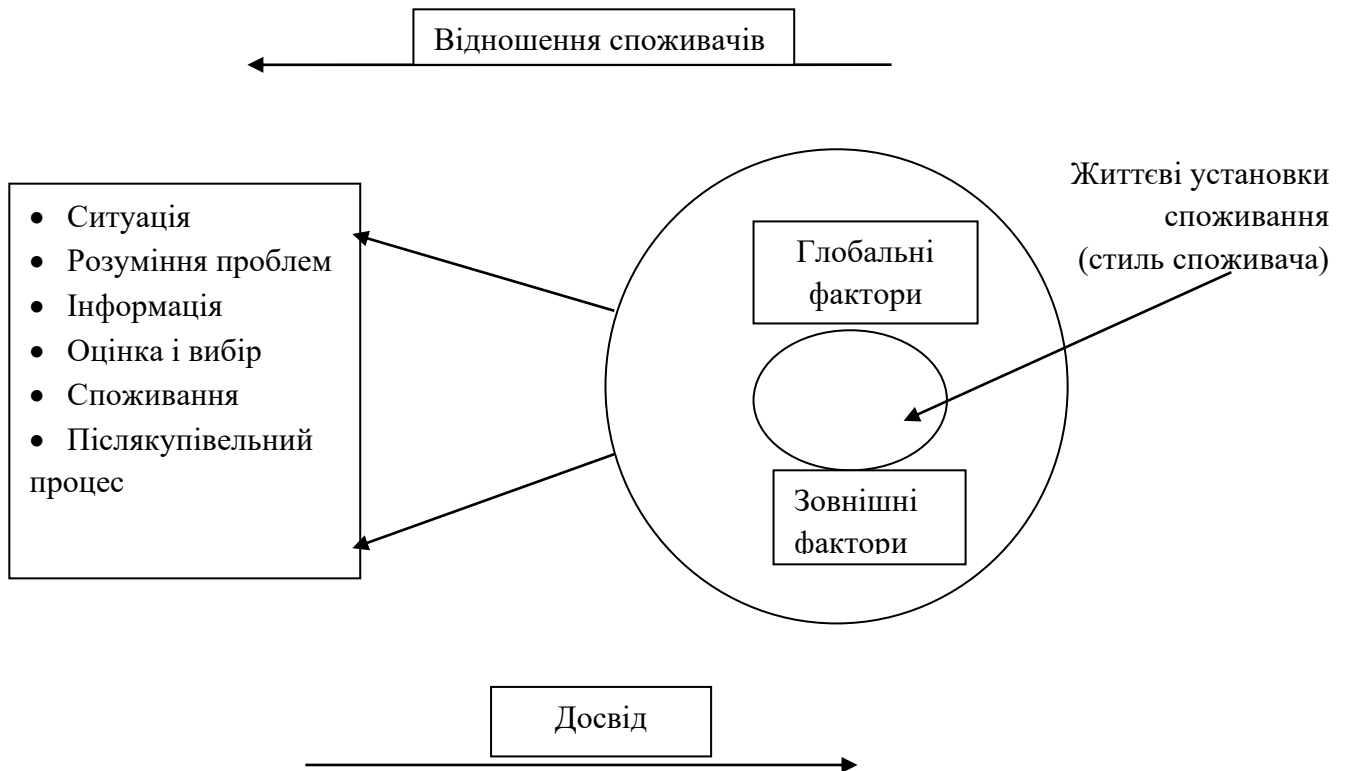 Відношення споживачів
• Ситуація
• Розуміння проблем
• Інформація
• Оцінка і вибір
• Споживання
• Післякупівельний
процес
Глобальні
фактори
Зовнішні
фактори
Життєві установки
споживання
(стиль споживача)
Досвід